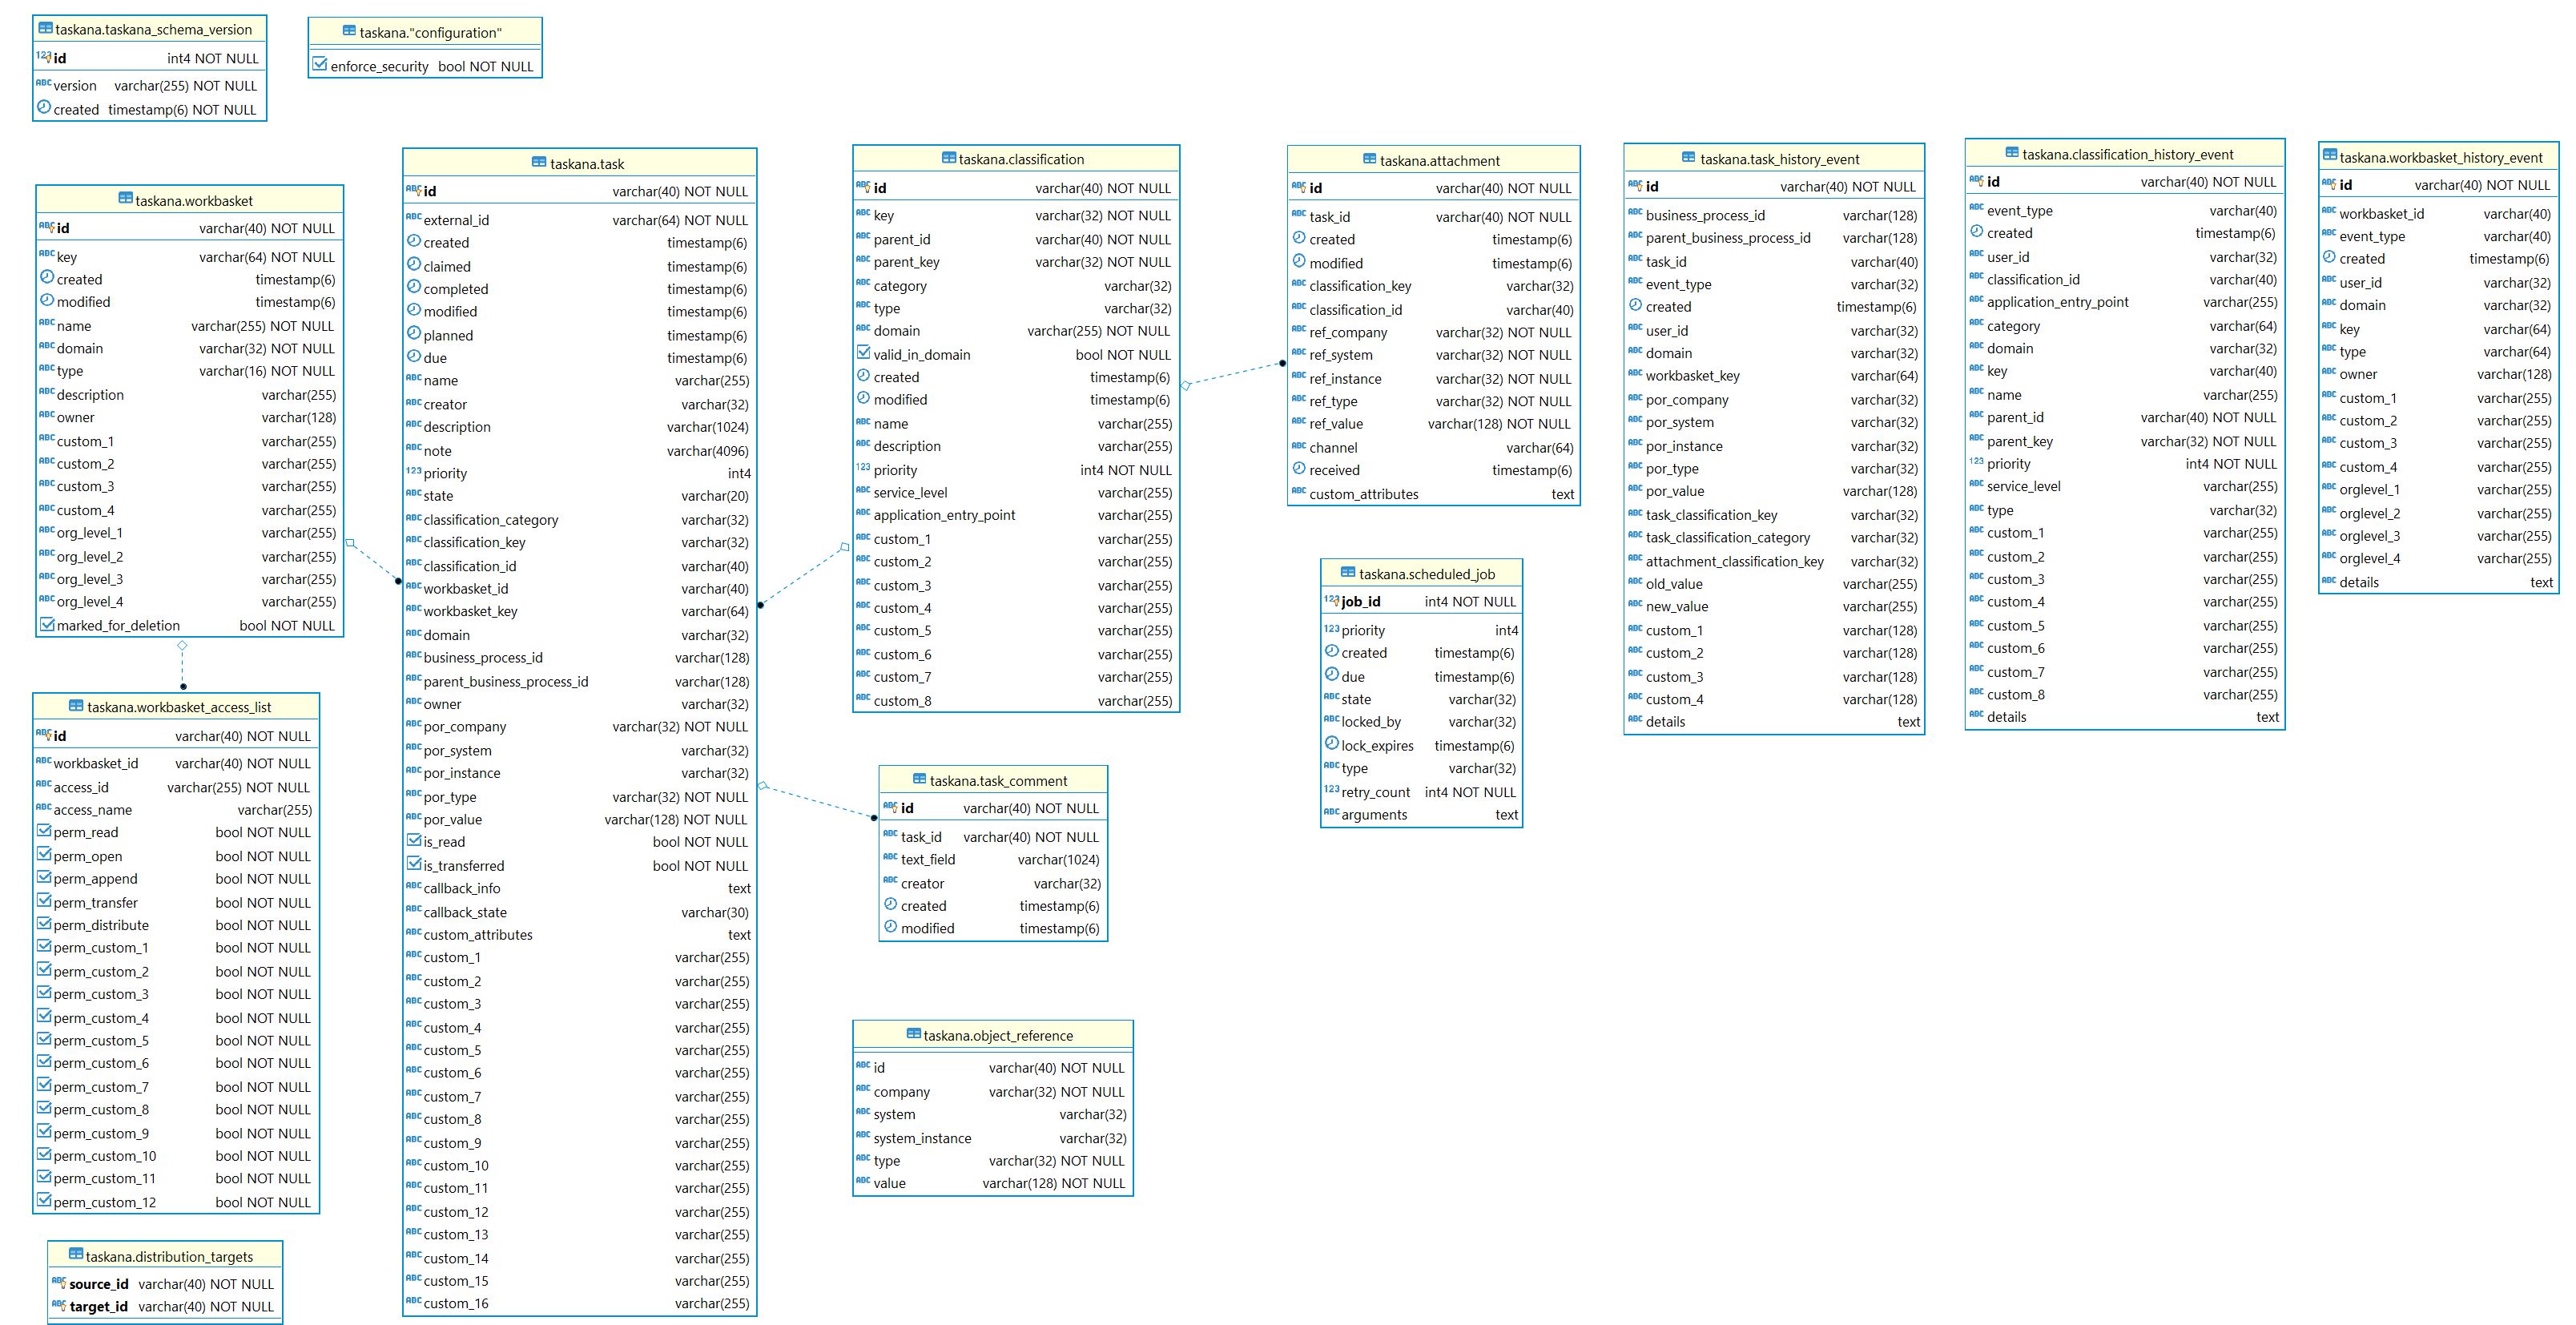 taskana.taskana_schema_version
id int4 NOT NULL
version varchar(255) NOT NULL
created timestamp(6) NOT NULL
taskana."configuration"
enforce_security bool NOT NULL
taskana.workbasket
id varchar(40) NOT NULL
key varchar(64) NOT NULL
created timestamp(6)
modified timestamp(6)
name varchar(255) NOT NULL
domain varchar(32) NOT NULL
type varchar(16) NOT NULL
description varchar(255)
owner varchar(128)
custom_1 varchar(255)
custom_2 varchar(255)
custom_3 varchar(255)
custom_4 varchar(255)
org_level_1 varchar(255)
org_level_2 varchar(255)
org_level_3 varchar(255)
org_level_4 varchar(255)
marked_for_deletion bool NOT NULL
taskana.workbasket_access_list
id varchar(40) NOT NULL
workbasket_id varchar(40) NOT NULL
access_id varchar(255) NOT NULL
access_name varchar(255)
perm_read bool NOT NULL
perm_open bool NOT NULL
perm_append bool NOT NULL
perm_transfer bool NOT NULL
perm_distribute bool NOT NULL
perm_custom_1 bool NOT NULL
perm_custom_2 bool NOT NULL
perm_custom_3 bool NOT NULL
perm_custom_4 bool NOT NULL
perm_custom_5 bool NOT NULL
perm_custom_6 bool NOT NULL
perm_custom_7 bool NOT NULL
perm_custom_8 bool NOT NULL
perm_custom_9 bool NOT NULL
perm_custom_10 bool NOT NULL
perm_custom_11 bool NOT NULL
perm_custom_12 bool NOT NULL
taskana.distribution_targets
source_id varchar(40) NOT NULL
target_id varchar(40) NOT NULL
taskana.task
id varchar(40) NOT NULL
external_id varchar(64) NOT NULL
created timestamp(6)
claimed timestamp(6)
completed timestamp(6)
modified timestamp(6)
planned timestamp(6)
due timestamp(6)
name varchar(255)
creator varchar(32)
description varchar(1024)
note varchar(4096)
priority int4
state varchar(20)
classification_category varchar(32)
classification_key varchar(32)
classification_id varchar(40)
workbasket_id varchar(40)
workbasket_key varchar(64)
domain varchar(32)
business_process_id varchar(128)
parent_business_process_id varchar(128)
owner varchar(32)
por_company varchar(32) NOT NULL
por_system varchar(32)
por_instance varchar(32)
por_type varchar(32) NOT NULL
por_value varchar(128) NOT NULL
is_read bool NOT NULL
is_transferred bool NOT NULL
callback_info text
callback_state varchar(30)
custom_attributes text
custom_1 varchar(255)
custom_2 varchar(255)
custom_3 varchar(255)
custom_4 varchar(255)
custom_5 varchar(255)
custom_6 varchar(255)
custom_7 varchar(255)
custom_8 varchar(255)
custom_9 varchar(255)
custom_10 varchar(255)
custom_11 varchar(255)
custom_12 varchar(255)
custom_13 varchar(255)
custom_14 varchar(255)
custom_15 varchar(255)
custom_16 varchar(255)
taskana.classification
id varchar(40) NOT NULL
key varchar(32) NOT NULL
parent_id varchar(40) NOT NULL
parent_key varchar(32) NOT NULL
category varchar(32)
type varchar(32)
domain varchar(255) NOT NULL
valid_in_domain bool NOT NULL
created timestamp(6)
modified timestamp(6)
name varchar(255)
description varchar(255)
priority int4 NOT NULL
service_level varchar(255)
application_entry_point varchar(255)
custom_1 varchar(255)
custom_2 varchar(255)
custom_3 varchar(255)
custom_4 varchar(255)
custom_5 varchar(255)
custom_6 varchar(255)
custom_7 varchar(255)
custom_8 varchar(255)
taskana.task_comment
id varchar(40) NOT NULL
task_id varchar(40) NOT NULL
text_field varchar(1024)
creator varchar(32)
created timestamp(6)
modified timestamp(6)
taskana.object_reference
id varchar(40) NOT NULL
company varchar(32) NOT NULL
system varchar(32)
system_instance varchar(32)
type varchar(32) NOT NULL
value varchar(128) NOT NULL
taskana.attachment
id varchar(40) NOT NULL
task_id varchar(40) NOT NULL
created timestamp(6)
modified timestamp(6)
classification_key varchar(32)
classification_id varchar(40)
ref_company varchar(32) NOT NULL
ref_system varchar(32) NOT NULL
ref_instance varchar(32) NOT NULL
ref_type varchar(32) NOT NULL
ref_value varchar(128) NOT NULL
channel varchar(64)
received timestamp(6)
custom_attributes text
taskana.scheduled_job
job_id int4 NOT NULL
priority int4
created timestamp(6)
due timestamp(6)
state varchar(32)
locked_by varchar(32)
lock_expires timestamp(6)
type varchar(32)
retry_count int4 NOT NULL
arguments text
taskana.task_history_event
id varchar(40) NOT NULL
business_process_id varchar(128)
parent_business_process_id varchar(128)
task_id varchar(40)
event_type varchar(32)
created timestamp(6)
user_id varchar(32)
domain varchar(32)
workbasket_key varchar(64)
por_company varchar(32)
por_system varchar(32)
por_instance varchar(32)
por_type varchar(32)
por_value varchar(128)
task_classification_key varchar(32)
task_classification_category varchar(32)
attachment_classification_key varchar(32)
old_value varchar(255)
new_value varchar(255)
custom_1 varchar(128)
custom_2 varchar(128)
custom_3 varchar(128)
custom_4 varchar(128)
details text
taskana.classification_history_event
id varchar(40) NOT NULL
event_type varchar(40)
created timestamp(6)
user_id varchar(32)
classification_id varchar(40)
application_entry_point varchar(255)
category varchar(64)
domain varchar(32)
key varchar(40)
name varchar(255)
parent_id varchar(40) NOT NULL
parent_key varchar(32) NOT NULL
priority int4 NOT NULL
service_level varchar(255)
type varchar(32)
custom_1 varchar(255)
custom_2 varchar(255)
custom_3 varchar(255)
custom_4 varchar(255)
custom_5 varchar(255)
custom_6 varchar(255)
custom_7 varchar(255)
custom_8 varchar(255)
details text
taskana.workbasket_history_event
id varchar(40) NOT NULL
workbasket_id varchar(40)
event_type varchar(40)
created timestamp(6)
user_id varchar(32)
domain varchar(32)
key varchar(64)
type varchar(64)
owner varchar(128)
custom_1 varchar(255)
custom_2 varchar(255)
custom_3 varchar(255)
custom_4 varchar(255)
orglevel_1 varchar(255)
orglevel_2 varchar(255)
orglevel_3 varchar(255)
orglevel_4 varchar(255)
details text